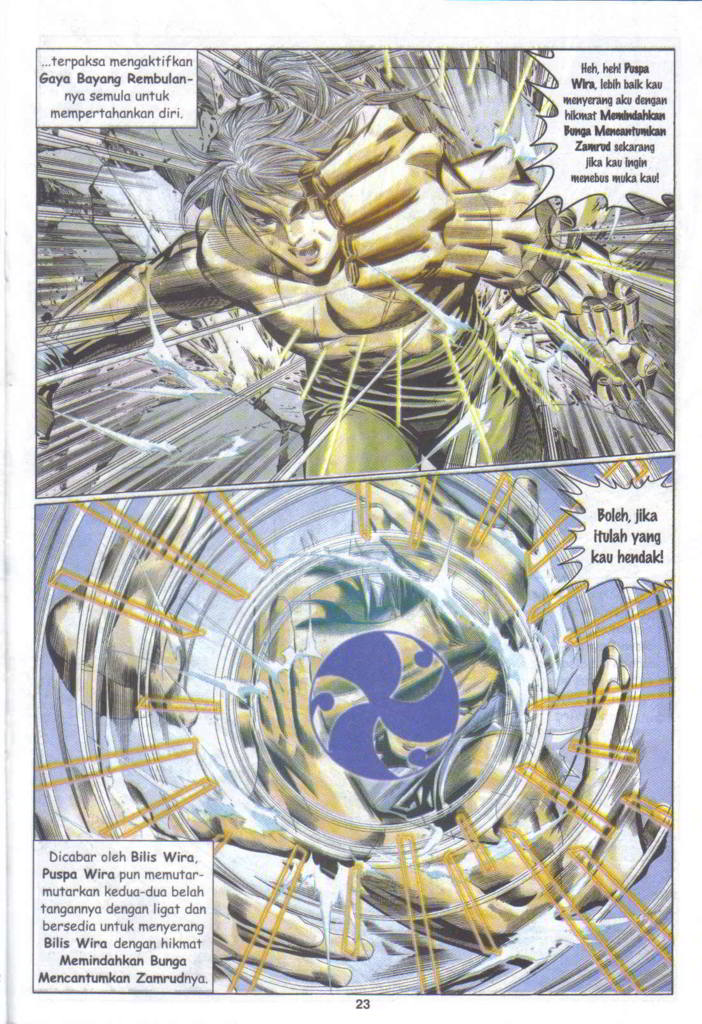 ...terpaksa mengaktifkan
Gaya Bayang Rembulan-
nya semula untuk
mempertahankan diri.
Heh, heh! Puspa
Wira, lebih baik kau
menyerang aku dengan
hikmat Memindahkan
Bunga Mencantumkan
Zamrud sekarang
jika kau ingin
menebus muka kau!
Boleh, jika
itulah yang
kau hendak!
Dicabar oleh Bilis Wira,
Puspa Wira pun memutar-
mutarkan kedua-dua belah
tangannya dengan ligat dan
bersedia untuk menyerang
Bilis Wira dengan hikmat
Memindahkan Bunga
Mencantumkan Zamrudnya.
23